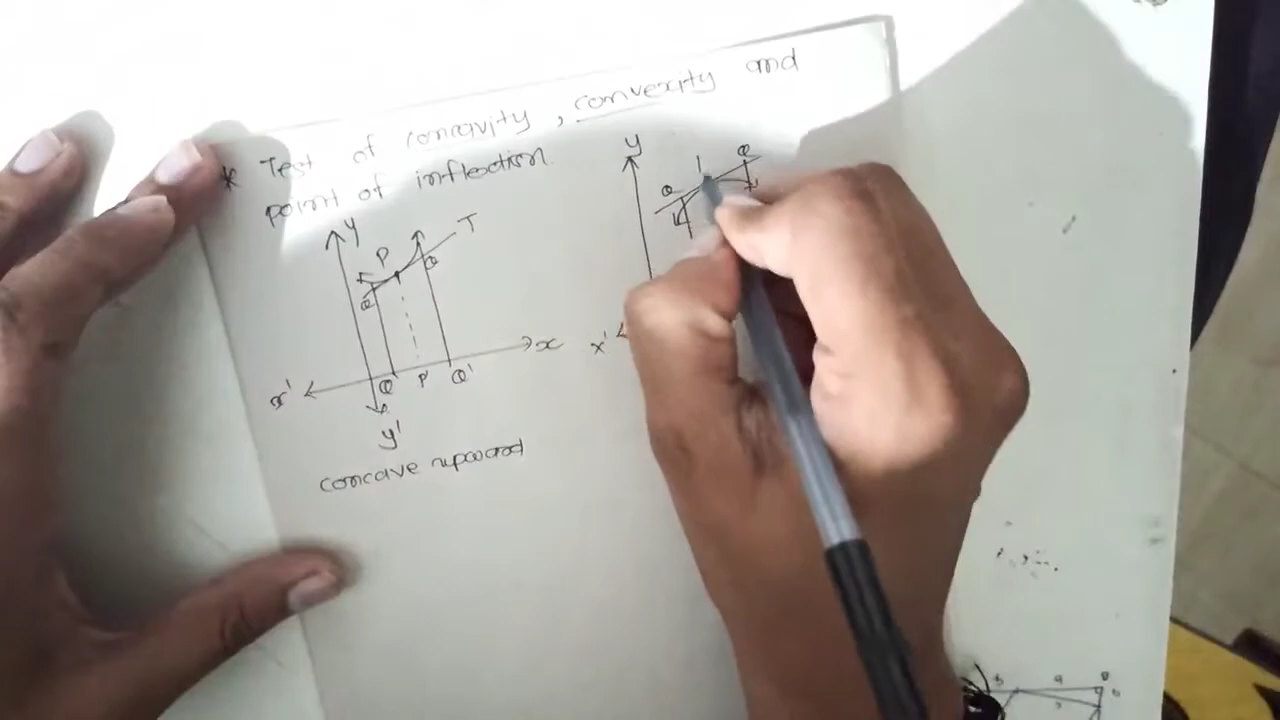 * Test of concavity, convexity and
point of inflection.
y
P
T
Q
Q
x' Q P' Q' x
y'
concave upward
y
Q
Q
x'